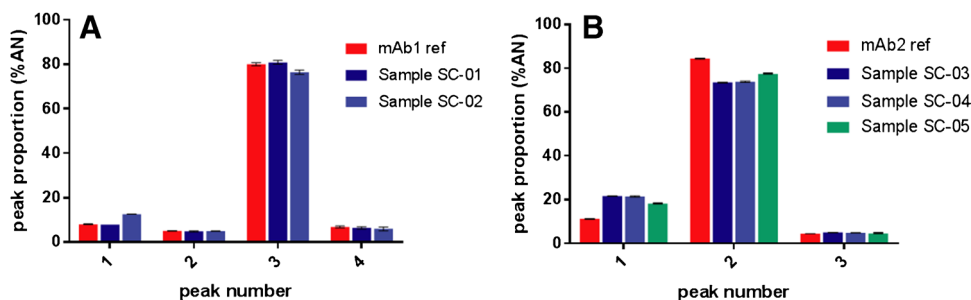 A
peak proportion (%AN)
100
80
60
40
20
0
1
2
3
4
peak number
mAb1 ref
Sample SC-01
Sample SC-02
B
peak proportion (%AN)
100
80
60
40
20
0
1
2
3
peak number
mAb2 ref
Sample SC-03
Sample SC-04
Sample SC-05